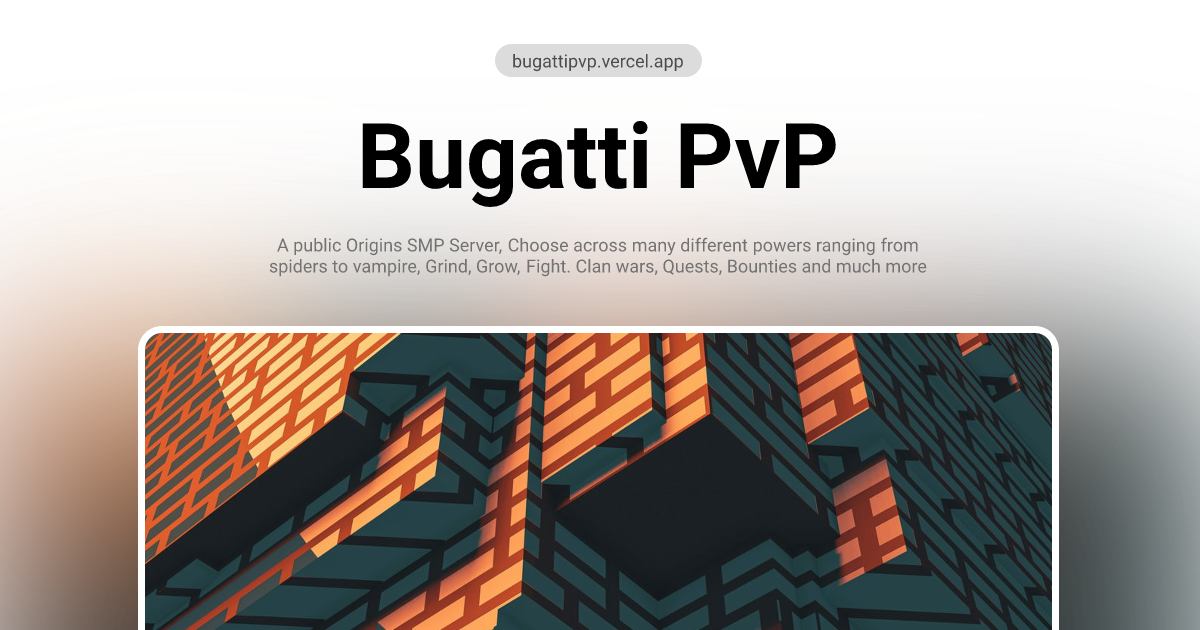 bugattipvp.vercel.app
Bugatti PvP
A public Origins SMP Server, Choose across many different powers ranging from
spiders to vampire, Grind, Grow, Fight. Clan wars, Quests, Bounties and much more